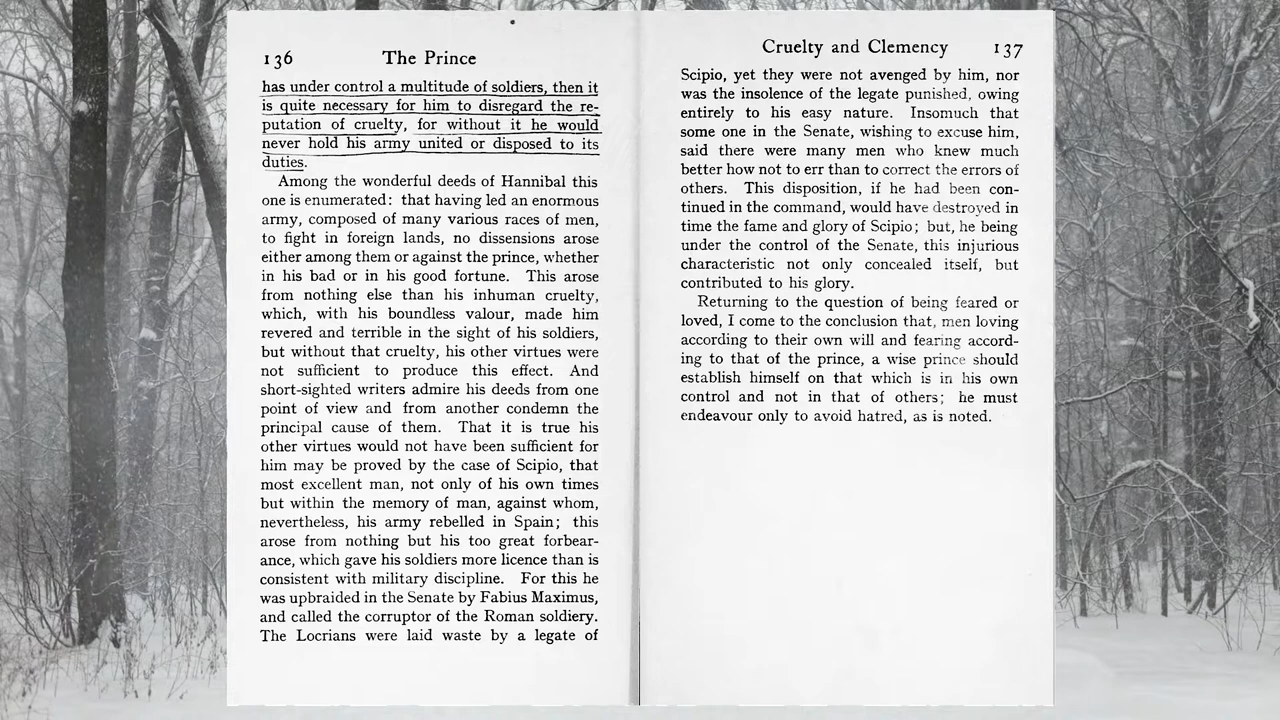 136 The Prince
has under control a multitude of soldiers, then it
is quite necessary for him to disregard the re-
putation of cruelty, for without it he would
never hold his army united or disposed to its
duties.
Among the wonderful deeds of Hannibal this
one is enumerated: that having led an enormous
army, composed of many various races of men,
to fight in foreign lands, no dissensions arose
either among them or against the prince, whether
in his bad or in his good fortune. This arose
from nothing else than his inhuman cruelty,
which, with his boundless valour, made him
revered and terrible in the sight of his soldiers,
but without that cruelty, his other virtues were
not sufficient to produce this effect. And
short-sighted writers admire his deeds from one
point of view and from another condemn the
principal cause of them. That it is true his
other virtues would not have been sufficient for
him may be proved by the case of Scipio, that
most excellent man, not only of his own times
but within the memory of man, against whom,
nevertheless, his army rebelled in Spain; this
arose from nothing but his too great forbear-
ance, which gave his soldiers more licence than is
consistent with military discipline. For this he
was upbraided in the Senate by Fabius Maximus,
and called the corruptor of the Roman soldiery.
The Locrians were laid waste by a legate of
Cruelty and Clemency 137
Scipio, yet they were not avenged by him, nor
was the insolence of the legate punished, owing
entirely to his easy nature. Insomuch that
some one in the Senate, wishing to excuse him,
said there were many men who knew much
better how not to err than to correct the errors of
others. This disposition, if he had been con-
tinued in the command, would have destroyed in
time the fame and glory of Scipio; but, he being
under the control of the Senate, this injurious
characteristic not only concealed itself, but
contributed to his glory.
Returning to the question of being feared or
loved, I come to the conclusion that, men loving
according to their own will and fearing accord-
ing to that of the prince, a wise prince should
establish himself on that which is in his own
control and not in that of others; he must
endeavour only to avoid hatred, as is noted.